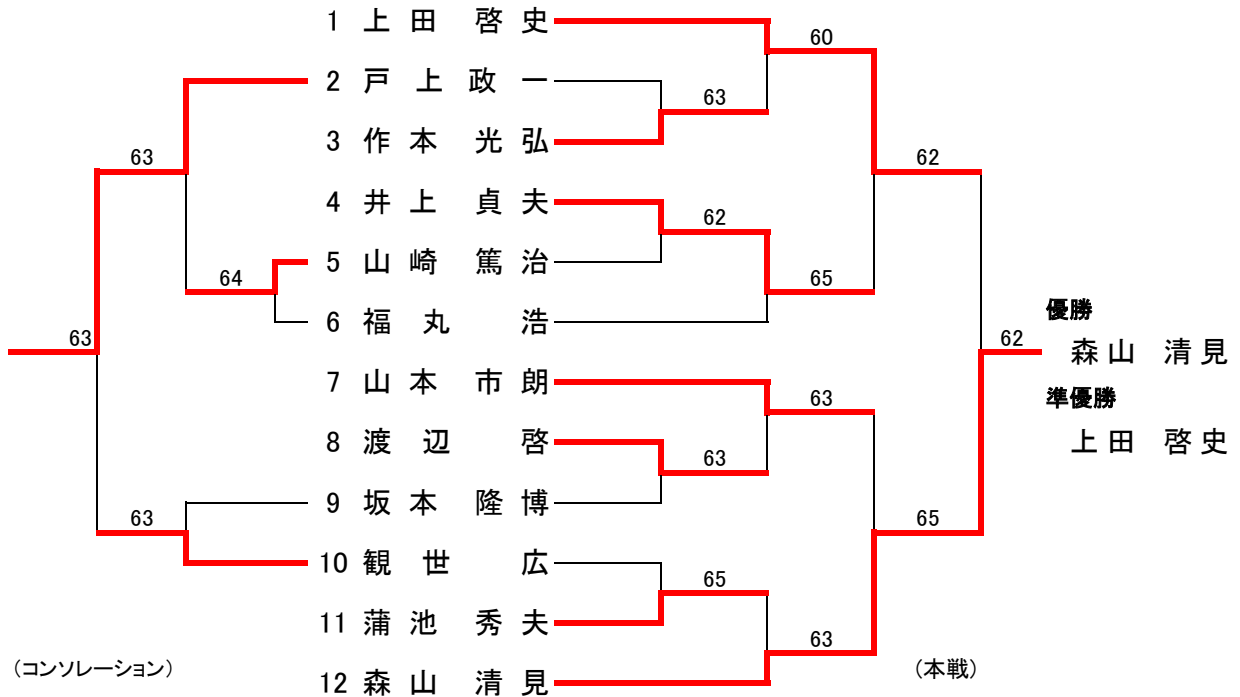 1 上田 啓史
60
2 戸上政一
63
3 作本 光弘
63
62
4 井上貞夫
62
5 山崎 篤治
64
65
6 福丸 浩
優勝
63
62
森山 清見
7 山本 市朗
63
準優勝
8 渡辺 啓
上田 啓史
63
9 坂本 隆博
63
65
10 観世 広
65
11 蒲池秀夫
63
(コンソレーション)
(本戦)
12 森山 清見